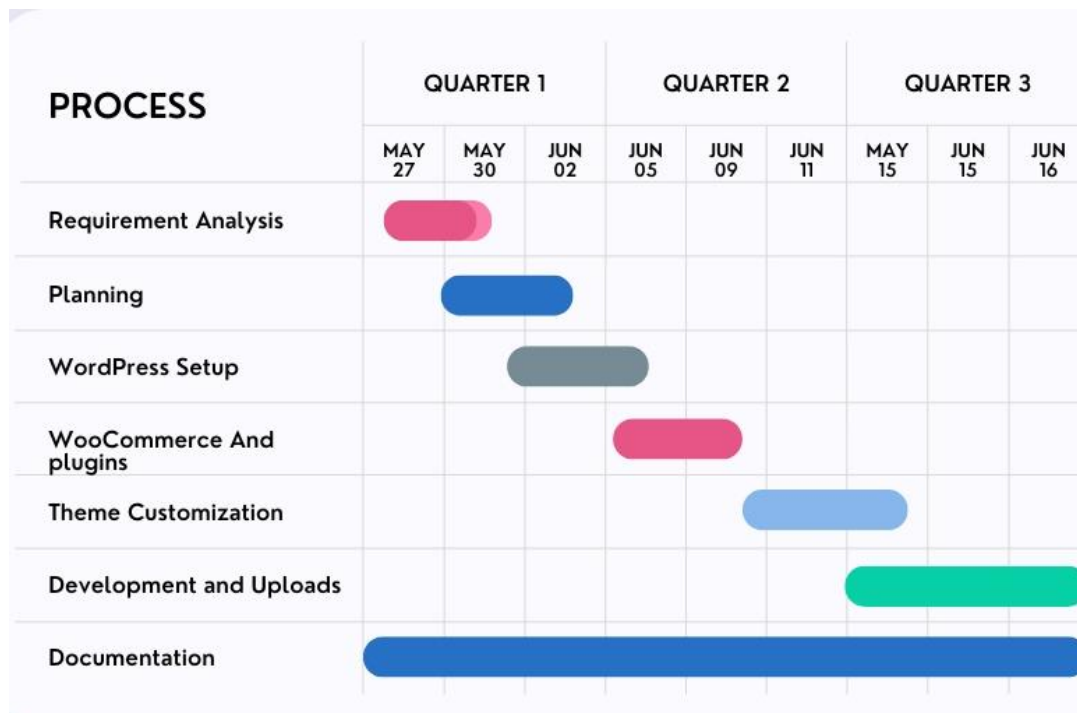 PROCESS
QUARTER 1
QUARTER 2
QUARTER 3
MAY
27
MAY
30
JUN
02
JUN
05
JUN
09
JUN
11
MAY
15
JUN
15
JUN
16
Requirement Analysis
Planning
WordPress Setup
WooCommerce And
plugins
Theme Customization
Development and Uploads
Documentation